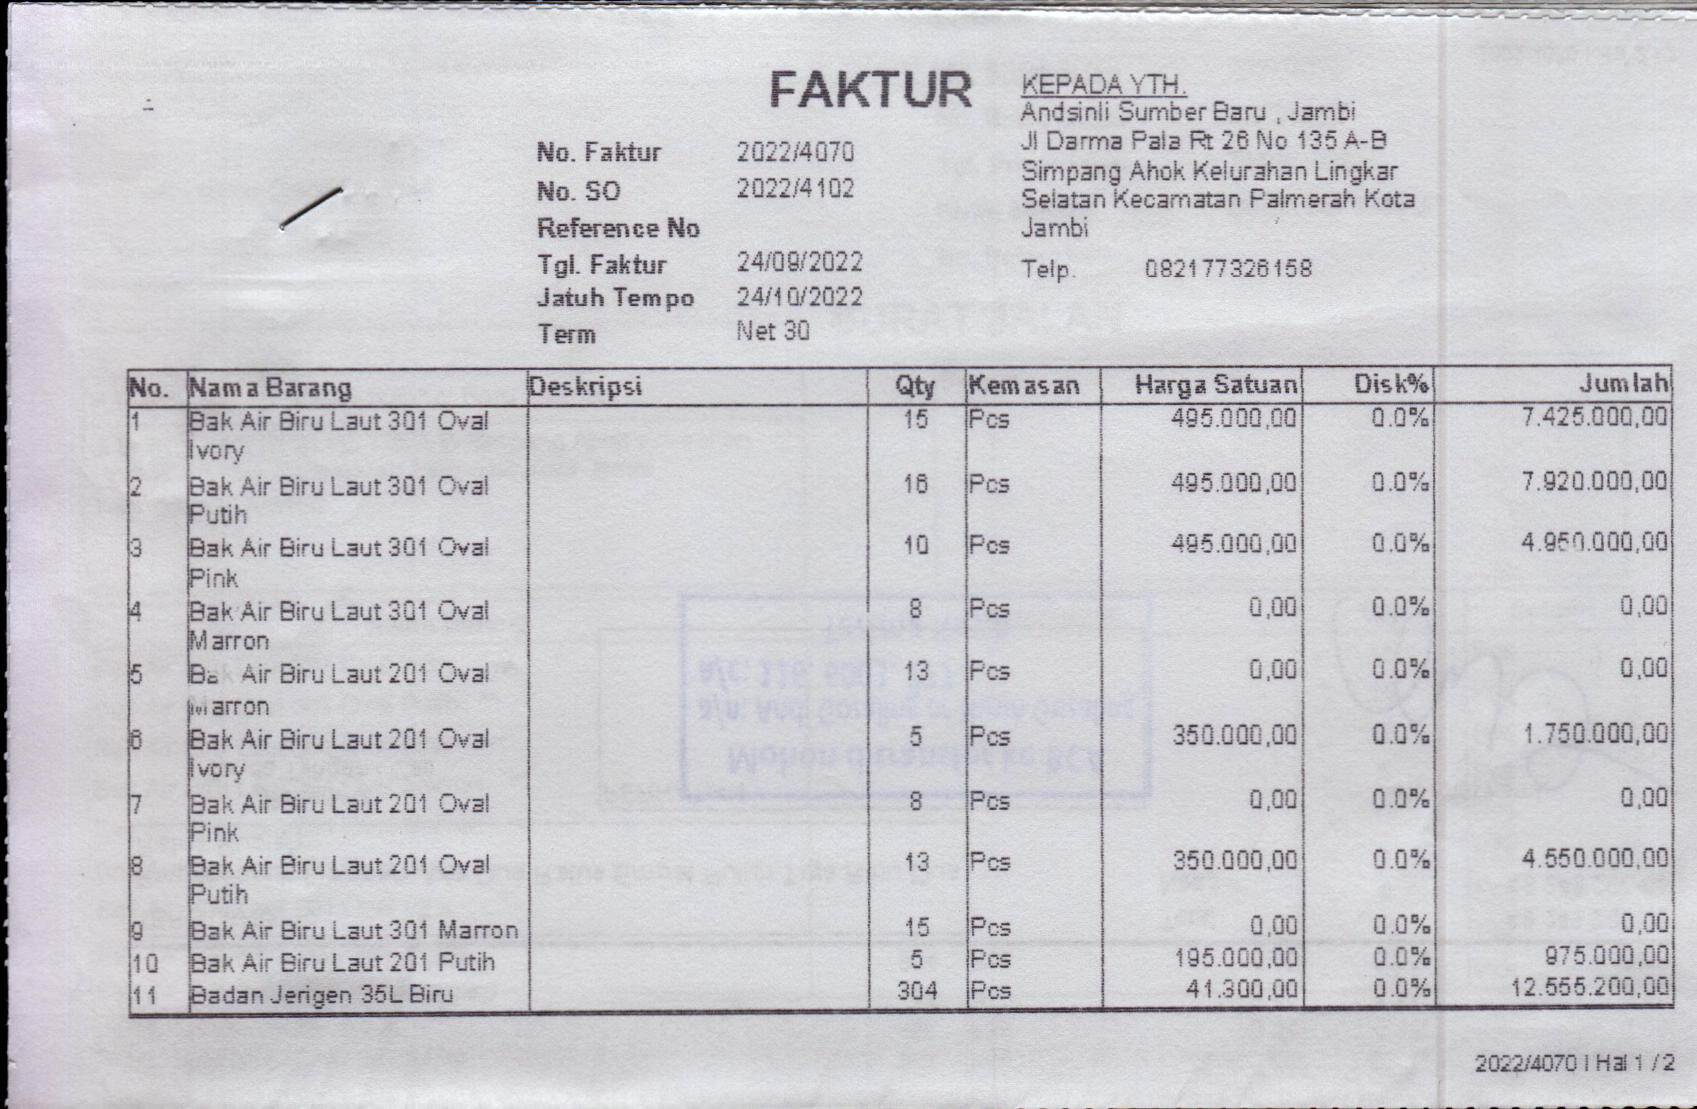 FAKTUR
No. Faktur 2022/4070
No. SO 2022/4102
Reference No
Tgl. Faktur 24/09/2022
Jatuh Tempo 24/10/2022
Term Net 30
KEPADA YTH.
Andsinli Sumber Baru , Jambi
Jl Darma Pala Rt 26 No 135 A-B
Simpang Ahok Kelurahan Lingkar
Selatan Kecamatan Palmerah Kota
Jambi
Telp. 082177326158
No. Nama Barang Deskripsi Qty Kemasan Harga Satuan Disk% Jumlah
1 Bak Air Biru Laut 301 Oval 15 Pcs 495.000,00 0.0% 7.425.000,00
Ivory
2 Bak Air Biru Laut 301 Oval 16 Pcs 495.000,00 0.0% 7.920.000,00
Putih
3 Bak Air Biru Laut 301 Oval 10 Pcs 495.000,00 0.0% 4.950.000,00
Pink
4 Bak Air Biru Laut 301 Oval 8 Pcs 0,00 0.0% 0,00
Marron
5 Bak Air Biru Laut 201 Oval 13 Pcs 0,00 0.0% 0,00
Marron
6 Bak Air Biru Laut 201 Oval 5 Pcs 350.000,00 0.0% 1.750.000,00
Ivory
7 Bak Air Biru Laut 201 Oval 8 Pcs 0,00 0.0% 0,00
Pink
8 Bak Air Biru Laut 201 Oval 13 Pcs 350.000,00 0.0% 4.550.000,00
Putih
9 Bak Air Biru Laut 301 Marron 15 Pcs 0,00 0.0% 0,00
10 Bak Air Biru Laut 201 Putih 5 Pcs 195.000,00 0.0% 975.000,00
11 Badan Jerigen 35L Biru 304 Pcs 41.300,00 0.0% 12.555.200,00
2022/4070 | Hal 1 / 2